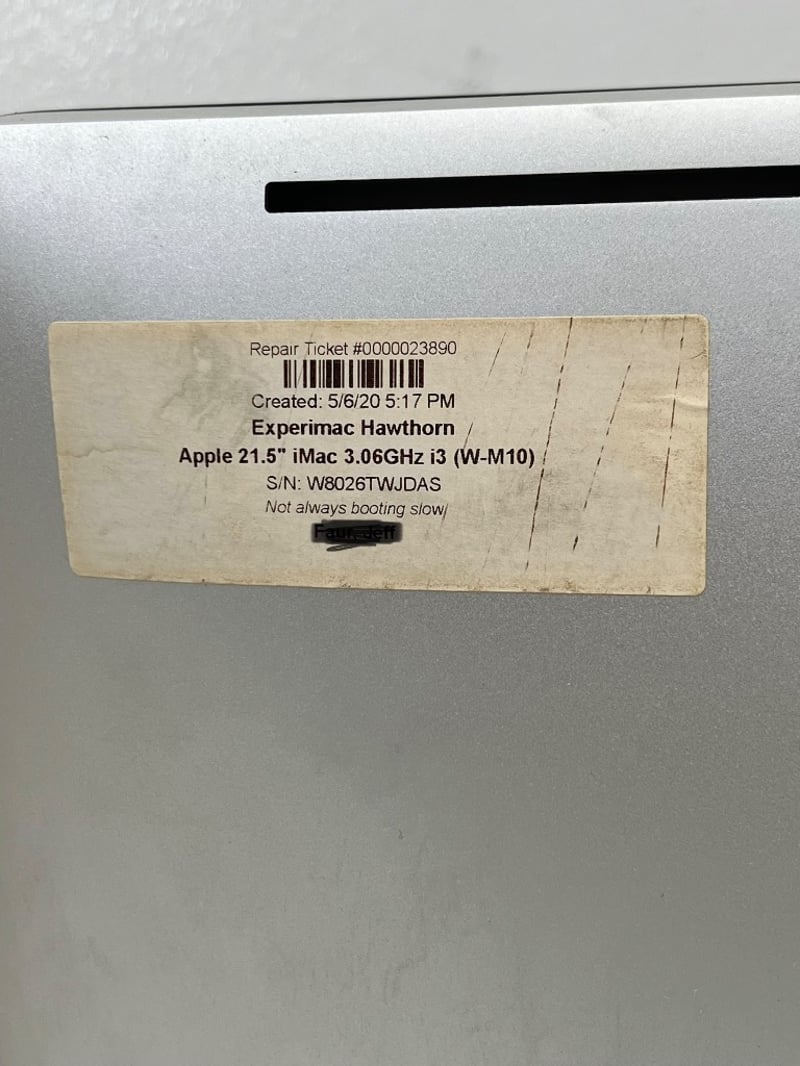 Repair Ticket #0000023890
Created: 5/6/20 5:17 PM
Experimac Hawthorn
Apple 21.5" iMac 3.06GHz i3 (W-M10)
S/N: W8026TWJDAS
Not always booting slow